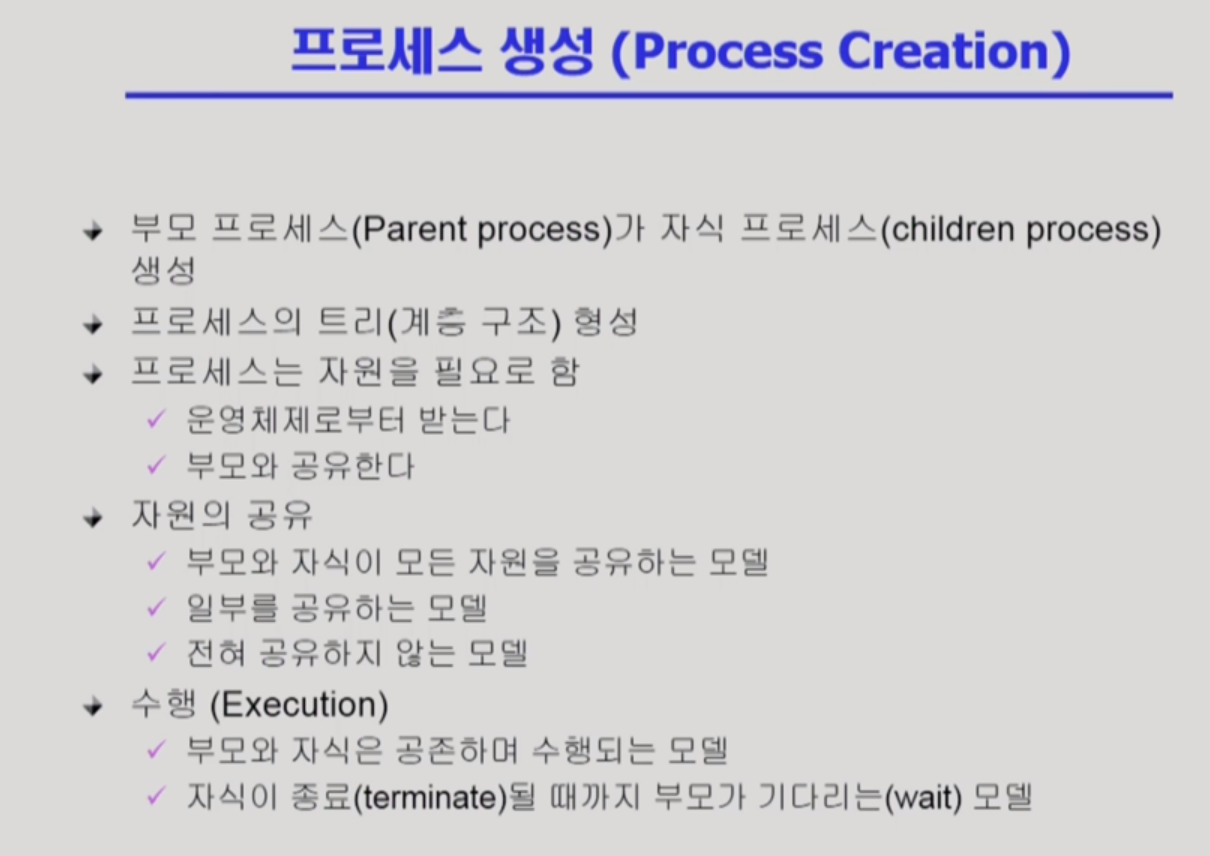 프로세스 생성 (Process Creation)
부모 프로세스(Parent process)가 자식 프로세스(children process)
생성
프로세스의 트리(계층 구조) 형성
프로세스는 자원을 필요로 함
운영체제로부터 받는다
부모와 공유한다
자원의 공유
부모와 자식이 모든 자원을 공유하는 모델
일부를 공유하는 모델
전혀 공유하지 않는 모델
수행 (Execution)
부모와 자식은 공존하며 수행되는 모델
자식이 종료(terminate)될 때까지 부모가 기다리는(wait) 모델